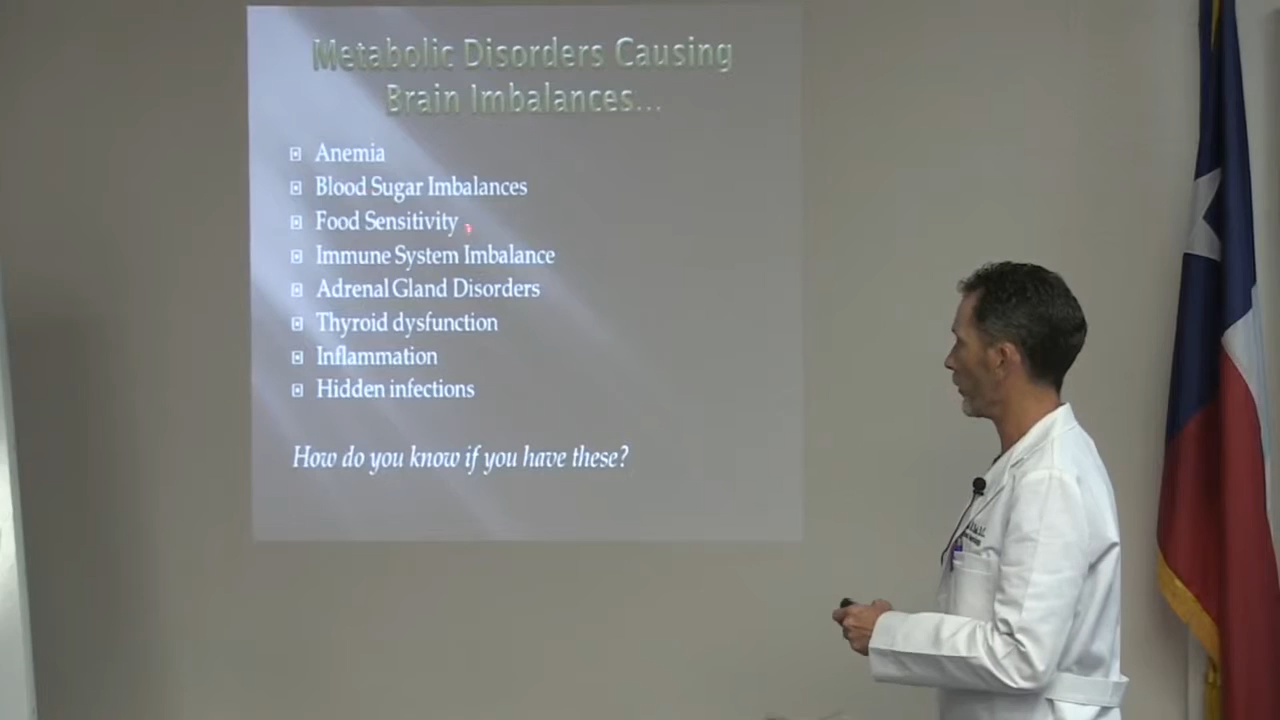 Metabolic Disorders Causing
Brain Imbalances...
Anemia
Blood Sugar Imbalances
Food Sensitivity
Immune System Imbalance
Adrenal Gland Disorders
Thyroid dysfunction
Inflammation
Hidden infections
How do you know if you have these?